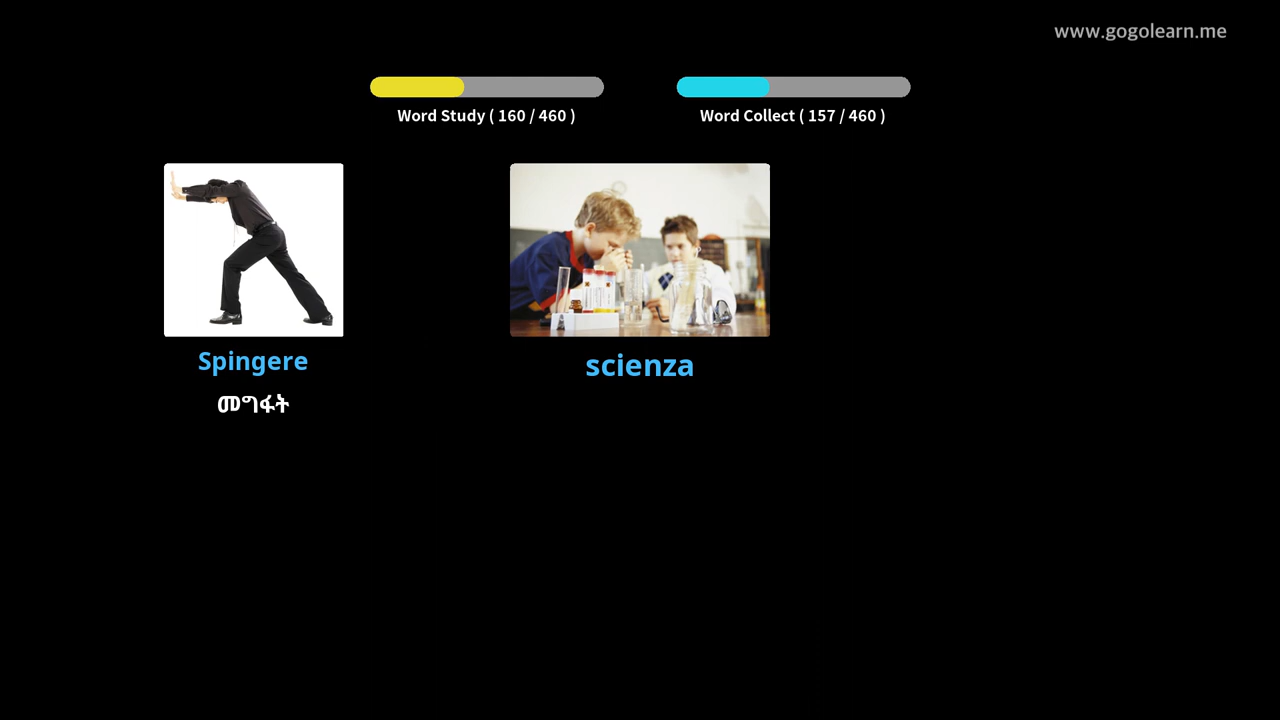 www.gogolearn.me
Word Study ( 160 / 460 )
Word Collect ( 157 / 460 )
Spingere
መግፋት
scienza